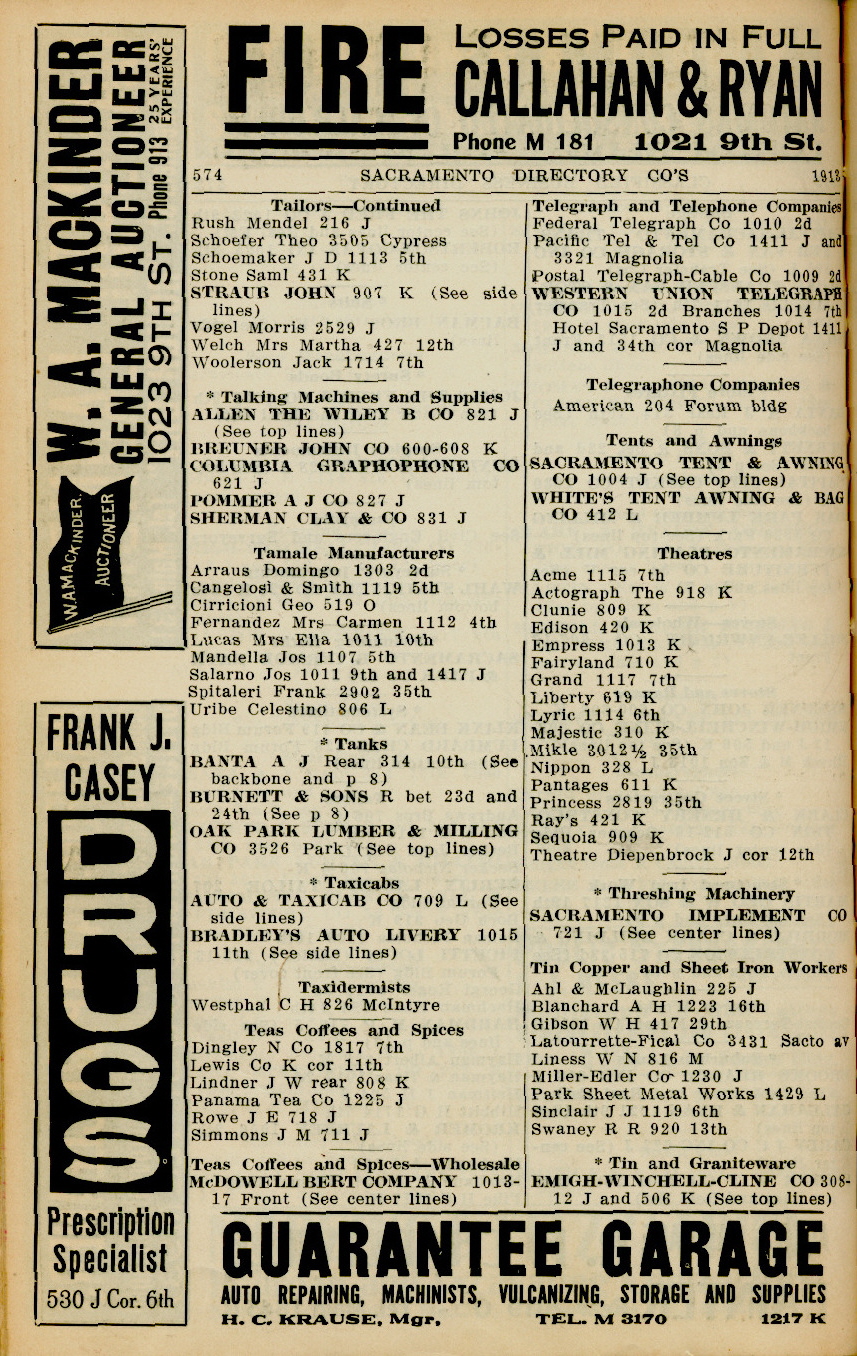 W. A. MACKINDER
GENERAL AUCTIONEER
25 YEARS' EXPERIENCE
1023 9TH ST. Phone 913
W.A.MACKINDER.
AUCTIONEER
FRANK J.
CASEY
DRUGS
Prescription
Specialist
530 J Cor. 6th
FIRE
LOSSES PAID IN FULL
CALLAHAN & RYAN
Phone M 181 1021 9th St.
574 SACRAMENTO DIRECTORY CO'S 1913
Tailors—Continued
Rush Mendel 216 J
Schoefer Theo 3505 Cypress
Schoemaker J D 1113 5th
Stone Saml 431 K
STRAUB JOHN 907 K (See side
lines)
Vogel Morris 2529 J
Welch Mrs Martha 427 12th
Woolerson Jack 1714 7th
* Talking Machines and Supplies
ALLEN THE WILEY B CO 821 J
(See top lines)
BREUNER JOHN CO 600-608 K
COLUMBIA GRAPHOPHONE CO
621 J
POMMER A J CO 827 J
SHERMAN CLAY & CO 831 J
Tamale Manufacturers
Arraus Domingo 1303 2d
Cangelosi & Smith 1119 5th
Cirricioni Geo 519 O
Fernandez Mrs Carmen 1112 4th
Lucas Mrs Ella 1011 10th
Mandella Jos 1107 5th
Salarno Jos 1011 9th and 1417 J
Spitaleri Frank 2902 35th
Uribe Celestino 806 L
* Tanks
BANTA A J Rear 314 10th (See
backbone and p 8)
BURNETT & SONS R bet 23d and
24th (See p 8)
OAK PARK LUMBER & MILLING
CO 3526 Park (See top lines)
* Taxicabs
AUTO & TAXICAB CO 709 L (See
side lines)
BRADLEY'S AUTO LIVERY 1015
11th (See side lines)
Taxidermists
Westphal C H 826 McIntyre
Teas Coffees and Spices
Dingley N Co 1817 7th
Lewis Co K cor 11th
Lindner J W rear 808 K
Panama Tea Co 1225 J
Rowe J E 718 J
Simmons J M 711 J
Teas Coffees and Spices—Wholesale
McDOWELL BERT COMPANY 1013-
17 Front (See center lines)
Telegraph and Telephone Companies
Federal Telegraph Co 1010 2d
Pacific Tel & Tel Co 1411 J and
3321 Magnolia
Postal Telegraph-Cable Co 1009 2d
WESTERN UNION TELEGRAPH
CO 1015 2d Branches 1014 7th
Hotel Sacramento S P Depot 1411
J and 34th cor Magnolia
Telegraphone Companies
American 204 Forum bldg
Tents and Awnings
SACRAMENTO TENT & AWNING
CO 1004 J (See top lines)
WHITE'S TENT AWNING & BAG
CO 412 L
Theatres
Acme 1115 7th
Actograph The 918 K
Clunie 809 K
Edison 420 K
Empress 1013 K
Fairyland 710 K
Grand 1117 7th
Liberty 619 K
Lyric 1114 6th
Majestic 310 K
Mikle 3012½ 35th
Nippon 328 L
Pantages 611 K
Princess 2819 35th
Ray's 421 K
Sequoia 909 K
Theatre Diepenbrock J cor 12th
* Threshing Machinery
SACRAMENTO IMPLEMENT CO
721 J (See center lines)
Tin Copper and Sheet Iron Workers
Ahl & McLaughlin 225 J
Blanchard A H 1223 16th
Gibson W H 417 29th
Latourrette-Fical Co 3431 Sacto av
Liness W N 816 M
Miller-Edler Co 1230 J
Park Sheet Metal Works 1429 L
Sinclair J J 1119 6th
Swaney R R 920 13th
* Tin and Graniteware
EMIGH-WINCHELL-CLINE CO 308-
12 J and 506 K (See top lines)
GUARANTEE GARAGE
AUTO REPAIRING, MACHINISTS, VULCANIZING, STORAGE AND SUPPLIES
H. C. KRAUSE, Mgr, TEL. M 3170 1217 K